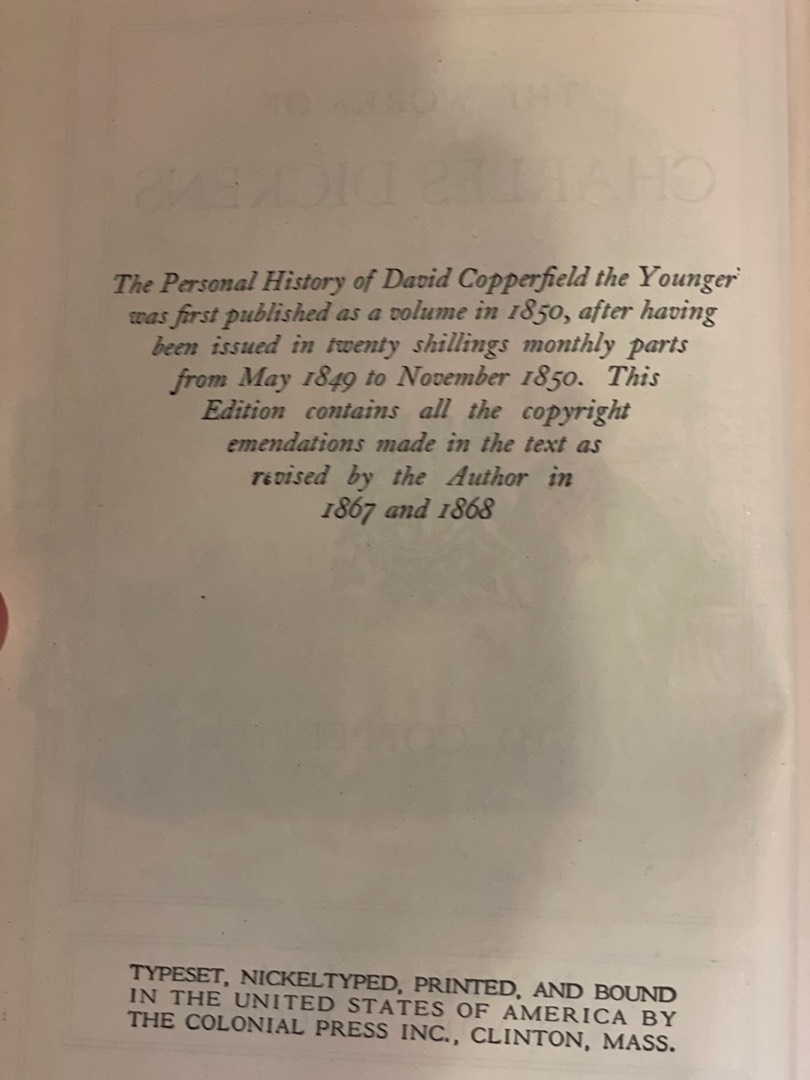 The Personal History of David Copperfield the Younger
was first published as a volume in 1850, after having
been issued in twenty shillings monthly parts
from May 1849 to November 1850. This
Edition contains all the copyright
emendations made in the text as
revised by the Author in
1867 and 1868
TYPESET, NICKELTYPED, PRINTED, AND BOUND
IN THE UNITED STATES OF AMERICA BY
THE COLONIAL PRESS INC., CLINTON, MASS.